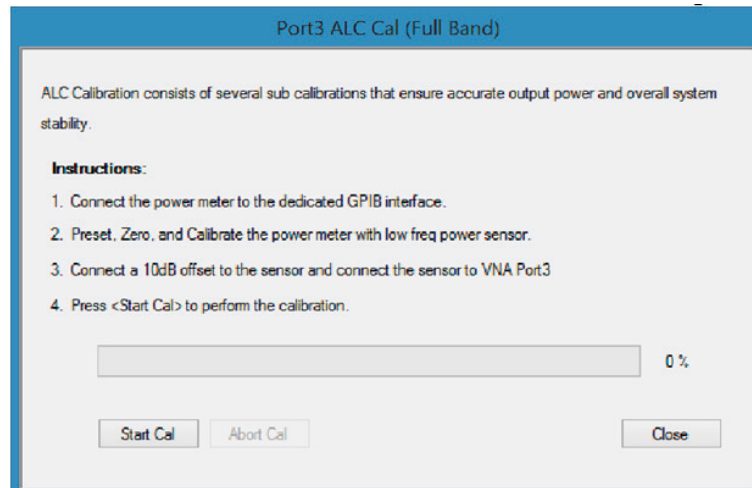 Port3 ALC Cal (Full Band)
ALC Calibration consists of several sub calibrations that ensure accurate output power and overall system
stability.
Instructions:
1. Connect the power meter to the dedicated GPIB interface.
2. Preset, Zero, and Calibrate the power meter with low freq power sensor.
3. Connect a 10dB offset to the sensor and connect the sensor to VNA Port3
4. Press <Start Cal> to perform the calibration.
0 %
Start Cal Abort Cal Close